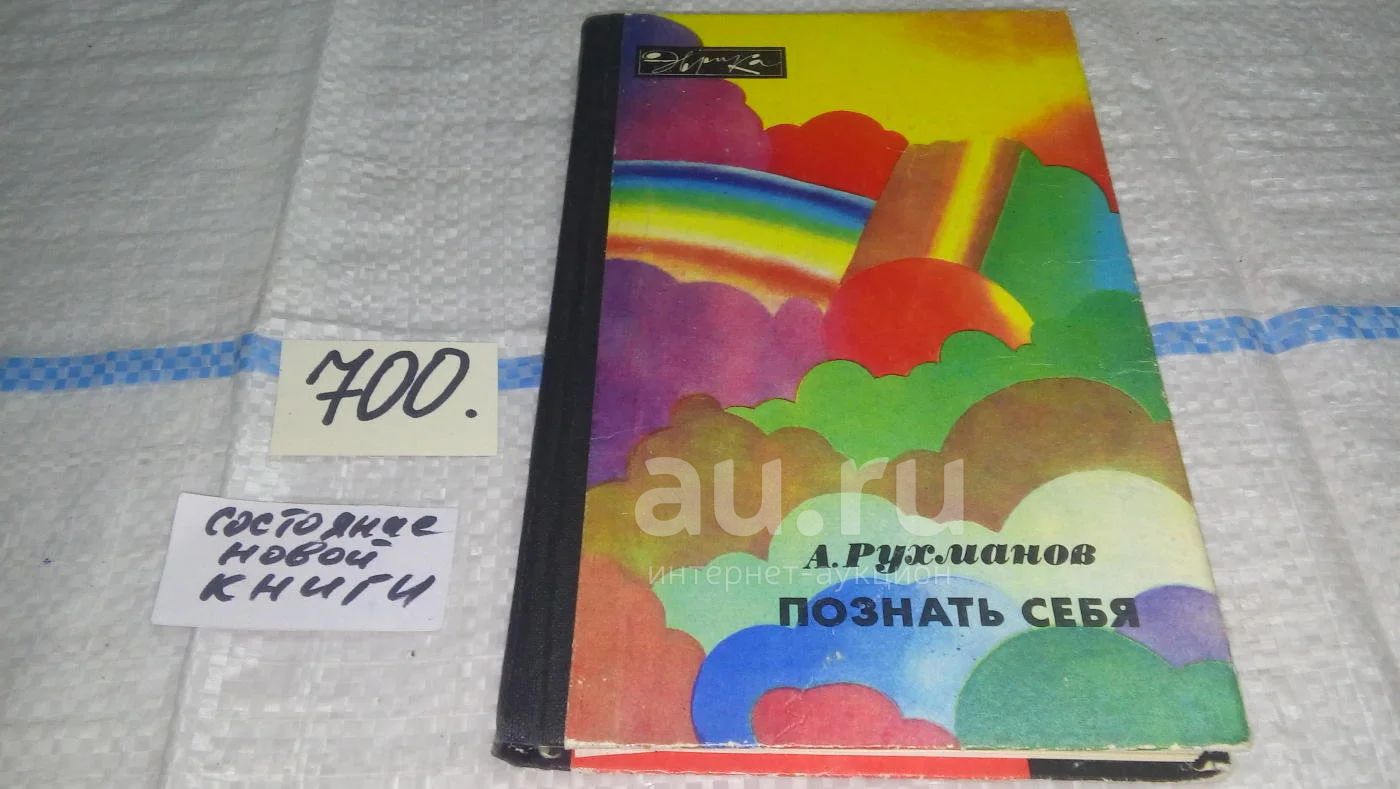 Эврика
700.
состояние
новой
книги
au.ru
А. Рухманов
интернет-аукцион
ПОЗНАТЬ СЕБЯ